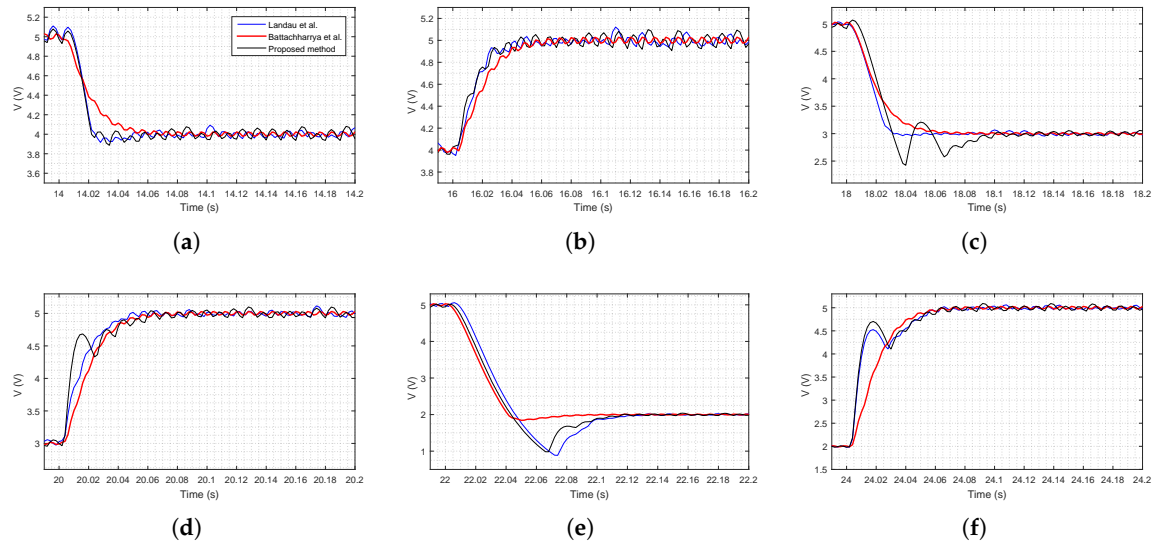 5.2
5
4.8
4.6
4.4
4.2
4
3.8
3.6
V (V)
14 14.02 14.04 14.06 14.08 14.1 14.12 14.14 14.16 14.18 14.2
Time (s)
Landau et al.
Battachharrya et al.
Proposed method
(a)
5.2
5
4.8
4.6
4.4
4.2
4
3.8
V (V)
16 16.02 16.04 16.06 16.08 16.1 16.12 16.14 16.16 16.18 16.2
Time (s)
(b)
5
4.5
4
3.5
3
2.5
V (V)
18 18.02 18.04 18.06 18.08 18.1 18.12 18.14 18.16 18.18 18.2
Time (s)
(c)
5
4.5
4
3.5
3
V (V)
20 20.02 20.04 20.06 20.08 20.1 20.12 20.14 20.16 20.18 20.2
Time (s)
(d)
5
4
3
2
1
V (V)
22 22.02 22.04 22.06 22.08 22.1 22.12 22.14 22.16 22.18 22.2
Time (s)
(e)
5
4.5
4
3.5
3
2.5
2
1.5
V (V)
24 24.02 24.04 24.06 24.08 24.1 24.12 24.14 24.16 24.18 24.2
Time (s)
(f)